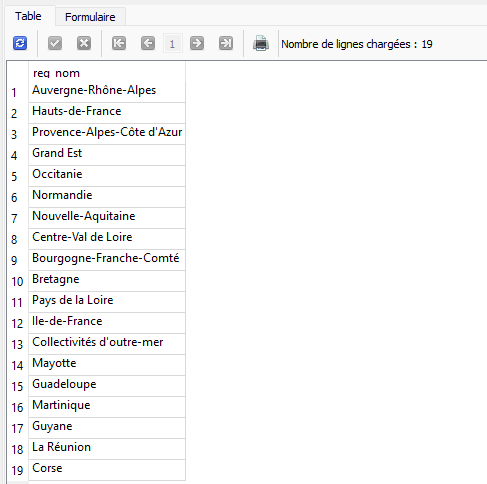 Table Formulaire
1 Nombre de lignes chargées : 19
reg_nom
1 Auvergne-Rhône-Alpes
2 Hauts-de-France
3 Provence-Alpes-Côte d'Azur
4 Grand Est
5 Occitanie
6 Normandie
7 Nouvelle-Aquitaine
8 Centre-Val de Loire
9 Bourgogne-Franche-Comté
10 Bretagne
11 Pays de la Loire
12 Ile-de-France
13 Collectivités d'outre-mer
14 Mayotte
15 Guadeloupe
16 Martinique
17 Guyane
18 La Réunion
19 Corse